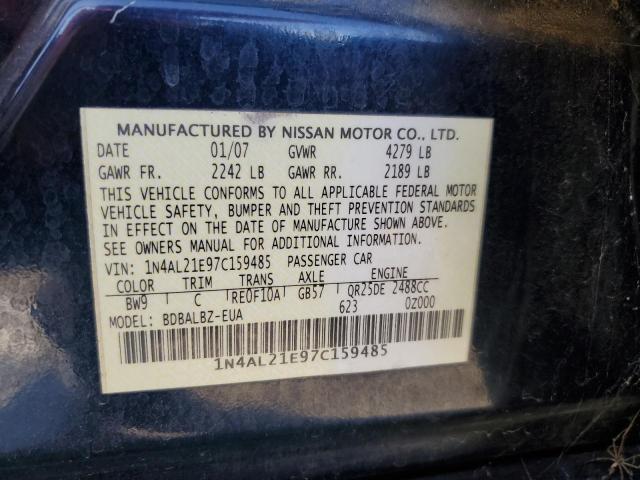 MANUFACTURED BY NISSAN MOTOR CO., LTD.
DATE 01/07 GVWR 4279 LB
GAWR FR. 2242 LB GAWR RR. 2189 LB
THIS VEHICLE CONFORMS TO ALL APPLICABLE FEDERAL MOTOR
VEHICLE SAFETY, BUMPER AND THEFT PREVENTION STANDARDS
IN EFFECT ON THE DATE OF MANUFACTURE SHOWN ABOVE.
SEE OWNERS MANUAL FOR ADDITIONAL INFORMATION.
VIN: 1N4AL21E97C159485 PASSENGER CAR
COLOR TRIM TRANS AXLE ENGINE
BW9 C RE0F10A GB57 QR25DE 2488CC
MODEL: BDBALBZ-EUA 623 0Z000
1N4AL21E97C159485